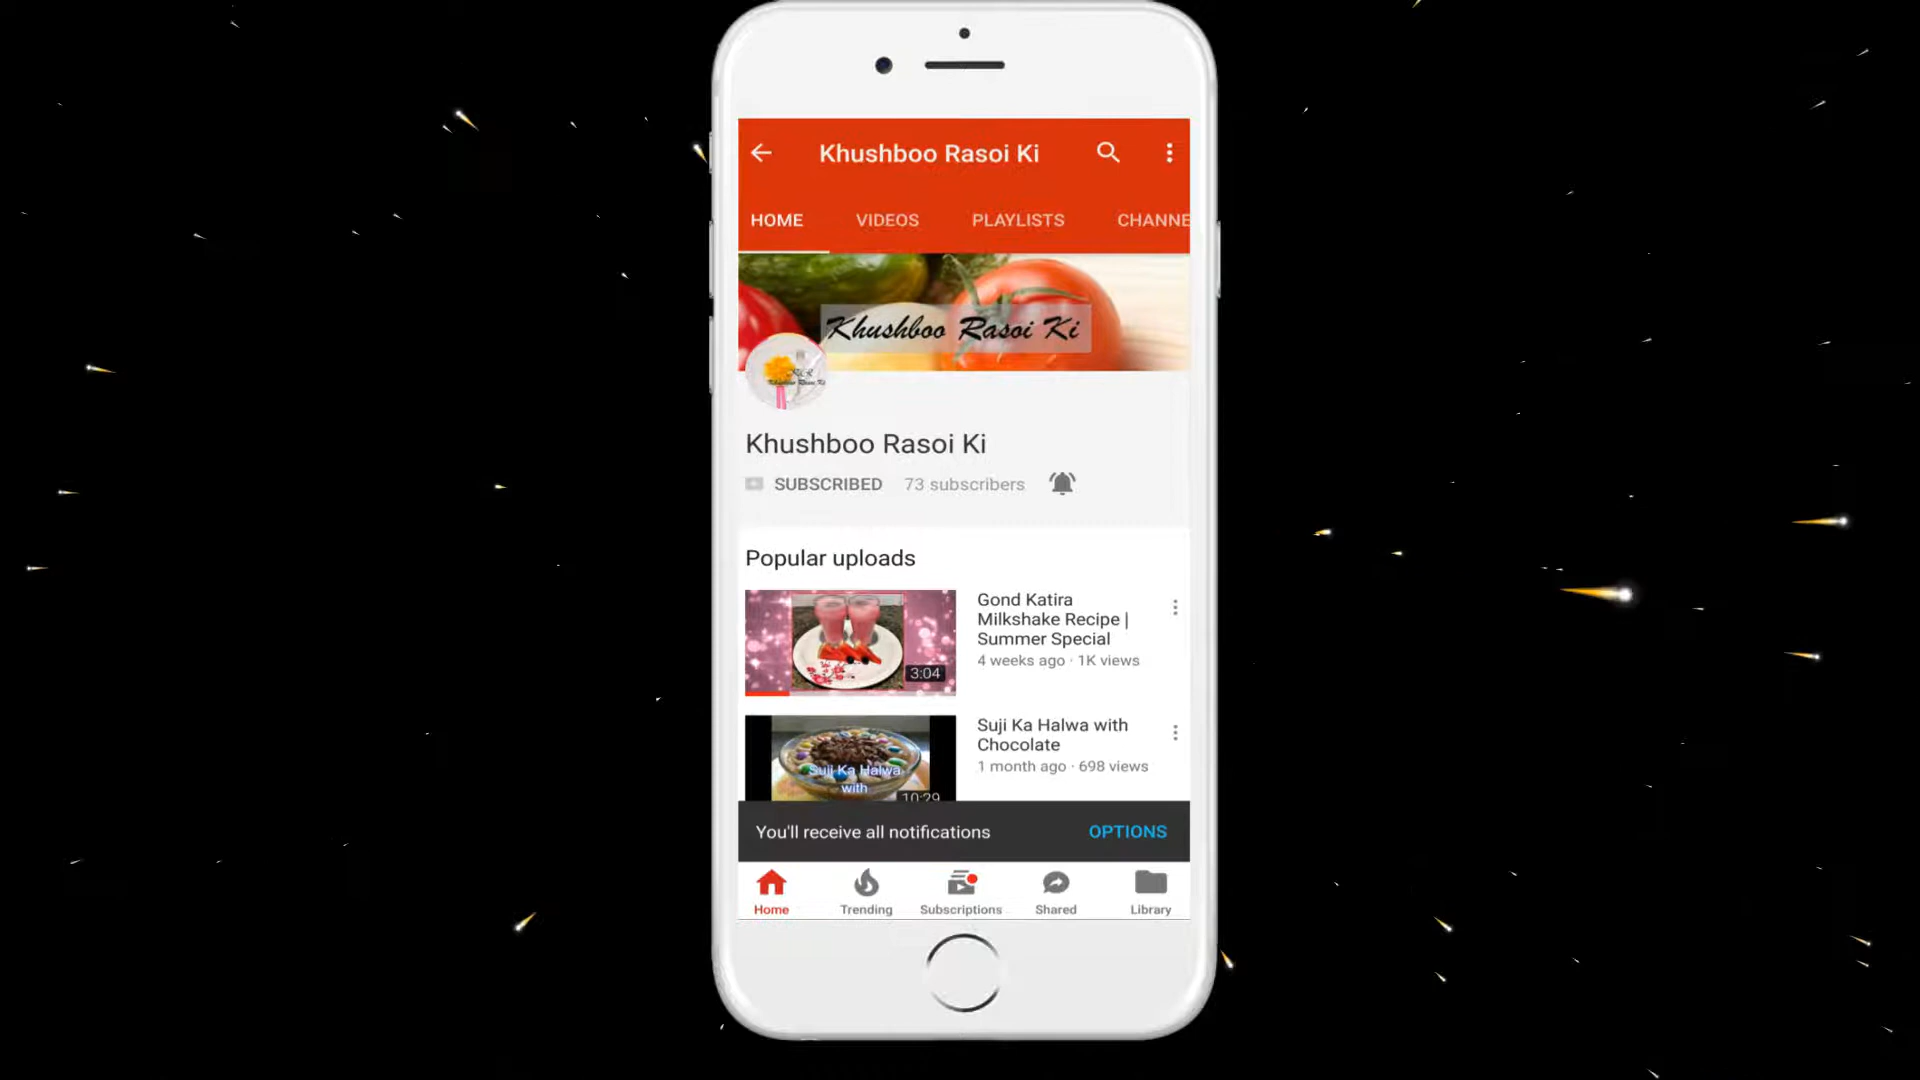 Khushboo Rasoi Ki
HOME VIDEOS PLAYLISTS CHANNE
Khushboo Rasoi Ki
Khushboo Rasoi Ki
SUBSCRIBED 73 subscribers
Popular uploads
Gond Katira
Milkshake Recipe |
Summer Special
4 weeks ago · 1K views
3:04
Suji Ka Halwa with
Chocolate
1 month ago · 698 views
Suji Ka Halwa
with
10:29
You'll receive all notifications OPTIONS
Home Trending Subscriptions Shared Library